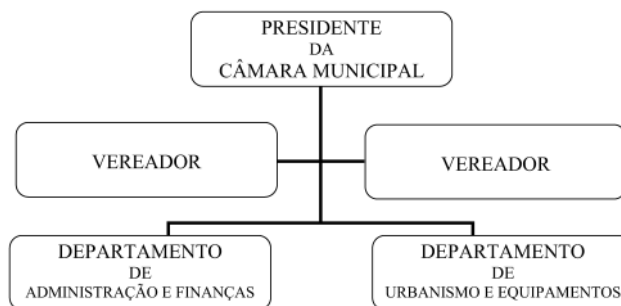 PRESIDENTE
DA
CÂMARA MUNICIPAL
VEREADOR
VEREADOR
DEPARTAMENTO
DE
ADMINISTRAÇÃO E FINANÇAS
DEPARTAMENTO
DE
URBANISMO E EQUIPAMENTOS